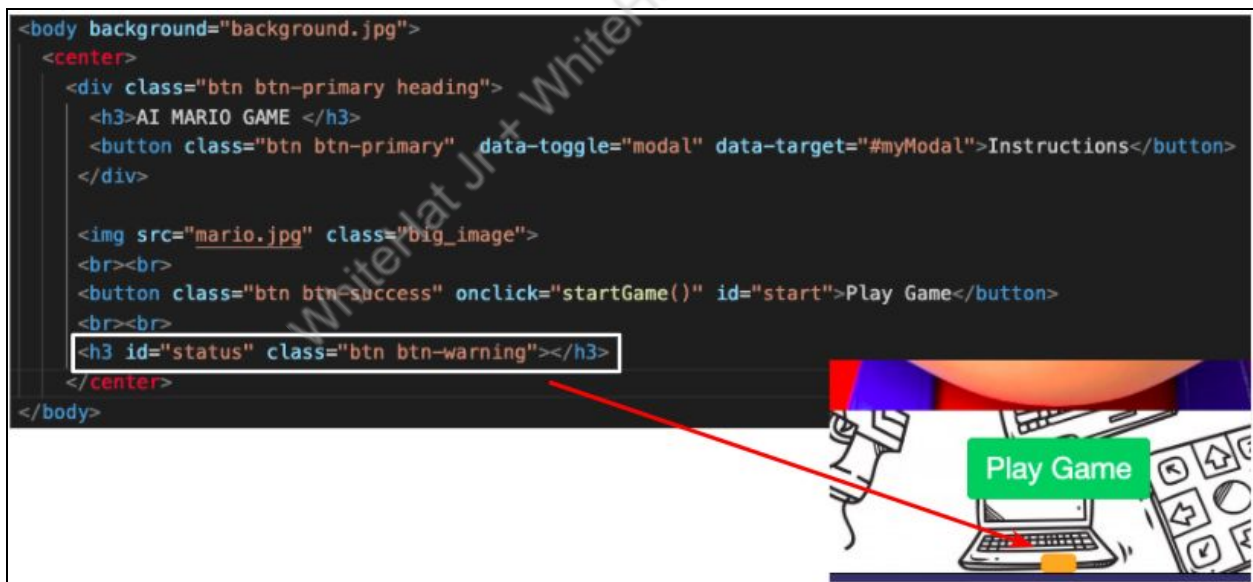 <body background="background.jpg">
<center>
<div class="btn btn-primary heading">
<h3>AI MARIO GAME </h3>
<button class="btn btn-primary"  data-toggle="modal" data-target="#myModal">Instructions</button>
</div>
<img src="mario.jpg" class="big_image">
<br><br>
<button class="btn btn-success" onclick="startGame()" id="start">Play Game</button>
<br><br>
<h3 id="status" class="btn btn-warning"></h3>
</center>
</body>
WhiteHat Jr + WhiteH
Play Game